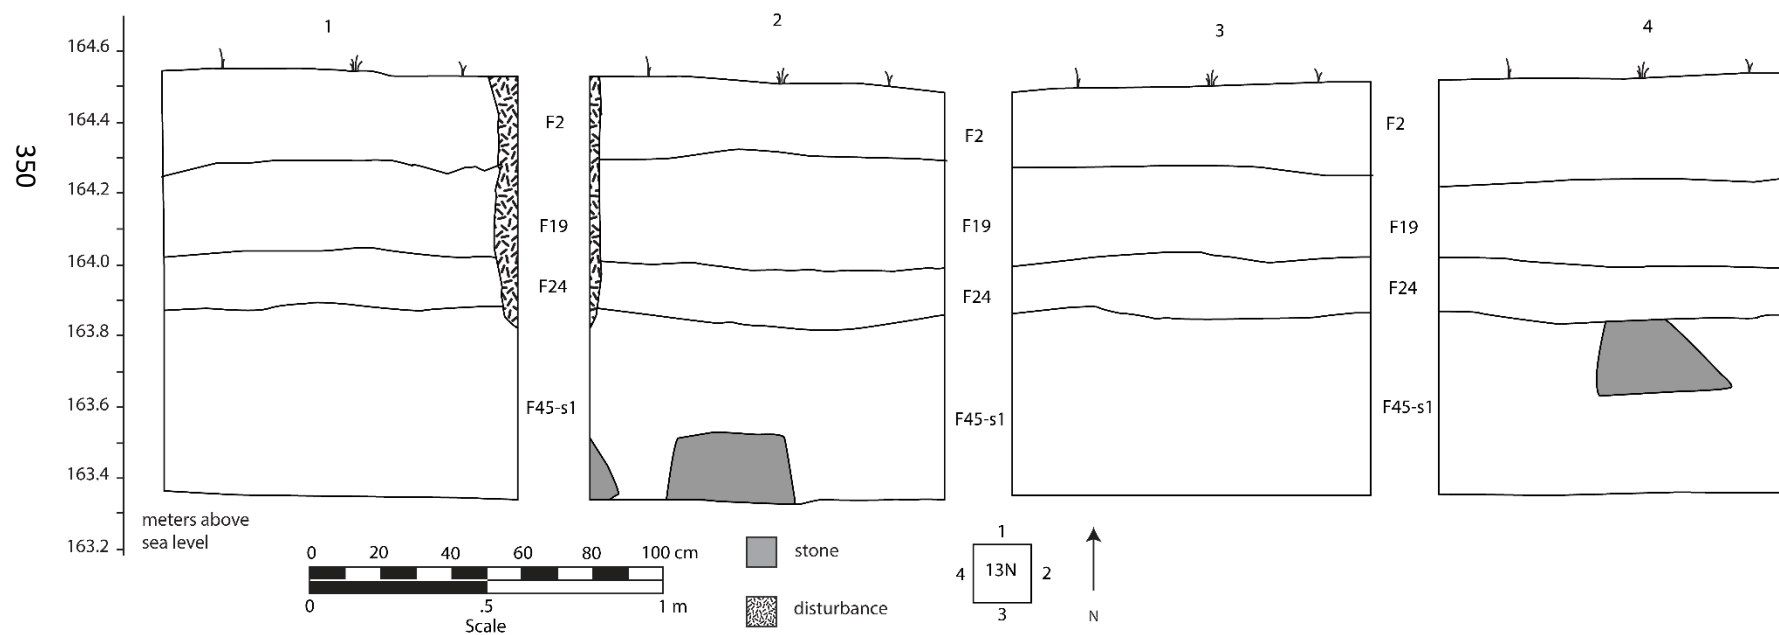 1
2
3
4
164.6
164.4
164.2
164.0
163.8
163.6
163.4
163.2
350
F2
F19
F24
F45-s1
F2
F19
F24
F45-s1
F2
F19
F24
F45-s1
meters above
sea level
0 20 40 60 80 100 cm
0 .5 1 m
Scale
stone
disturbance
1
4 13N 2
3
N